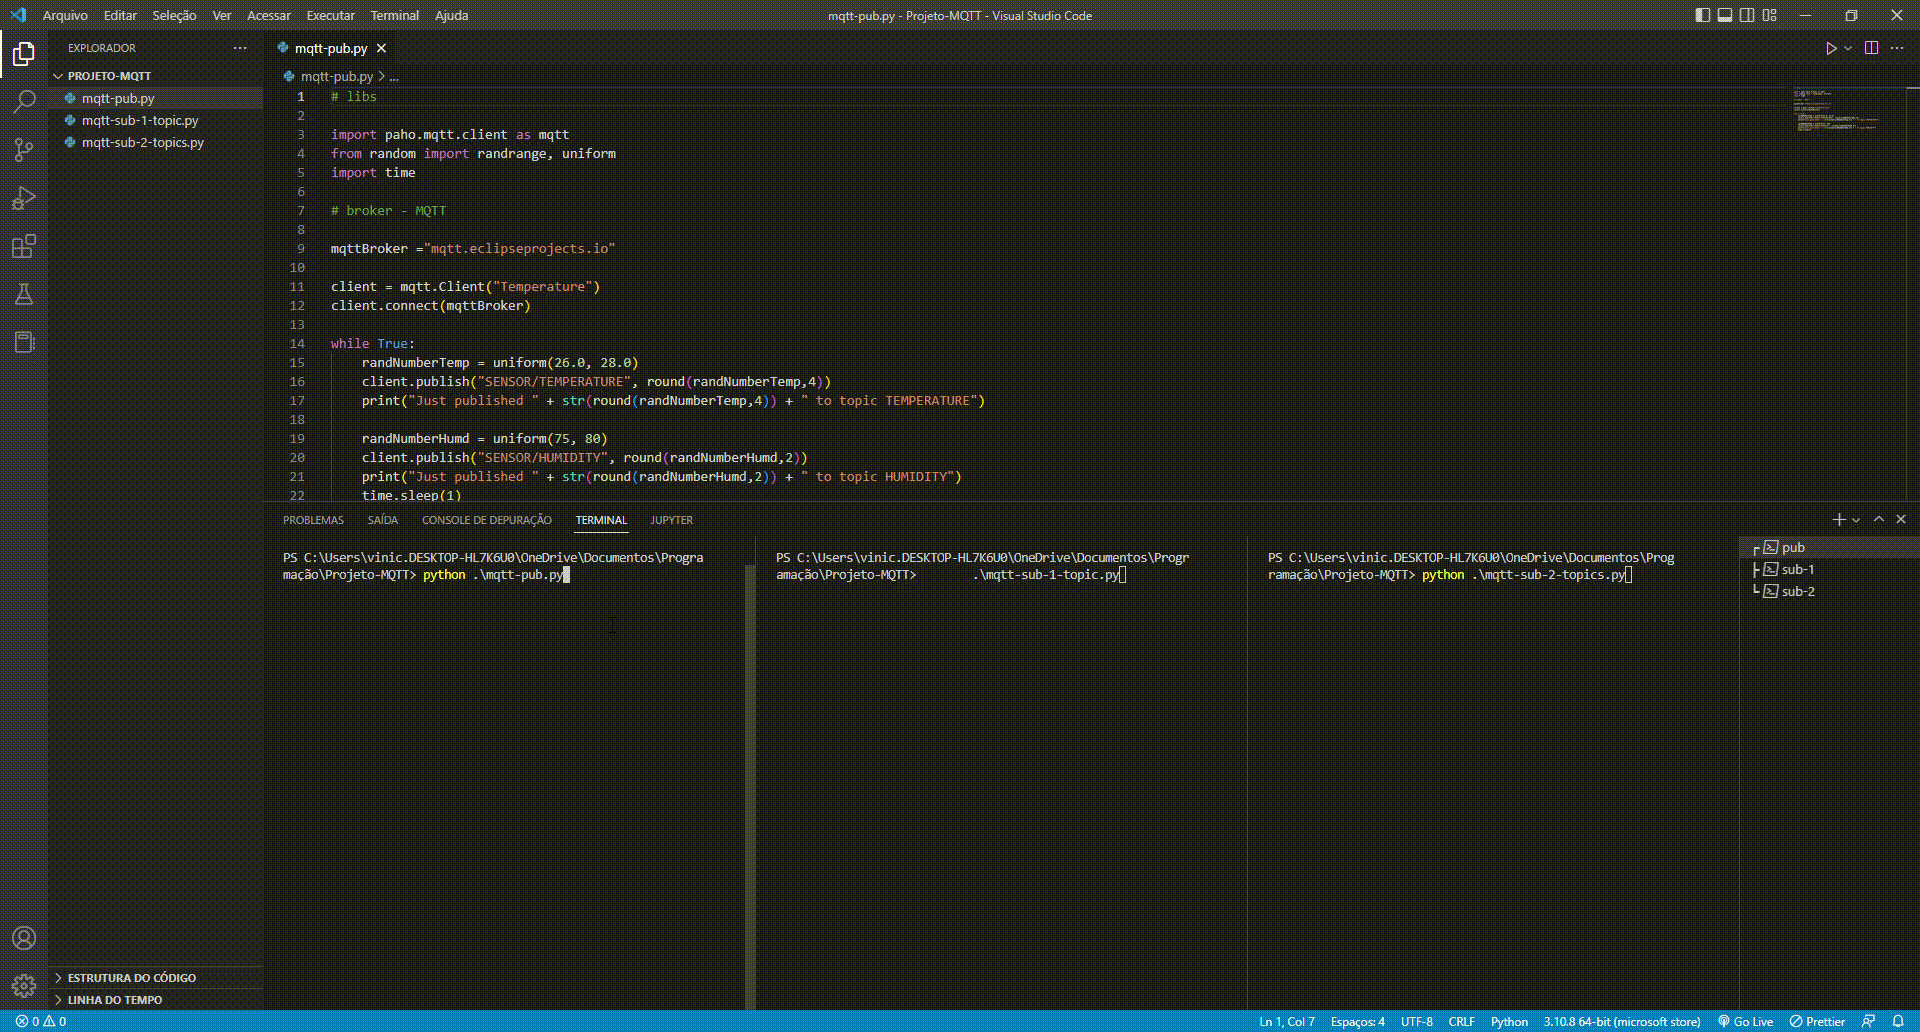 Arquivo Editar Seleção Ver Acessar Executar Terminal Ajuda
mqtt-pub.py - Projeto-MQTT - Visual Studio Code
EXPLORADOR
PROJETO-MQTT
mqtt-pub.py
mqtt-sub-1-topic.py
mqtt-sub-2-topics.py
mqtt-pub.py
mqtt-pub.py > ...
1 # libs
2
3 import paho.mqtt.client as mqtt
4 from random import randrange, uniform
5 import time
6
7 # broker - MQTT
8
9 mqttBroker ="mqtt.eclipseprojects.io"
10
11 client = mqtt.Client("Temperature")
12 client.connect(mqttBroker)
13
14 while True:
15 randNumberTemp = uniform(26.0, 28.0)
16 client.publish("SENSOR/TEMPERATURE", round(randNumberTemp,4))
17 print("Just published " + str(round(randNumberTemp,4)) + " to topic TEMPERATURE")
18
19 randNumberHumd = uniform(75, 80)
20 client.publish("SENSOR/HUMIDITY", round(randNumberHumd,2))
21 print("Just published " + str(round(randNumberHumd,2)) + " to topic HUMIDITY")
22 time.sleep(1)
PROBLEMAS SAÍDA CONSOLE DE DEPURAÇÃO TERMINAL JUPYTER
PS C:\Users\vinic.DESKTOP-HL7K6U0\OneDrive\Documentos\Progra
mação\Projeto-MQTT> python .\mqtt-pub.py
PS C:\Users\vinic.DESKTOP-HL7K6U0\OneDrive\Documentos\Progr
amação\Projeto-MQTT> .\mqtt-sub-1-topic.py
PS C:\Users\vinic.DESKTOP-HL7K6U0\OneDrive\Documentos\Prog
ramação\Projeto-MQTT> python .\mqtt-sub-2-topics.py
pub
sub-1
sub-2
ESTRUTURA DO CÓDIGO
LINHA DO TEMPO
0 0
Ln 1, Col 7 Espaços: 4 UTF-8 CRLF Python 3.10.8 64-bit (microsoft store) Go Live Prettier